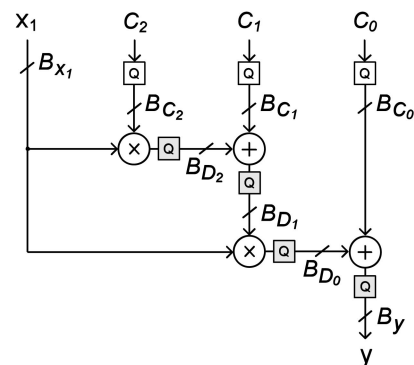 x1 C2 C1 C0
Q Q Q
Bx1 BC2 BC1 BC0
× Q + 
BD2
Q
BD1
× Q +
BD0
Q
By
y